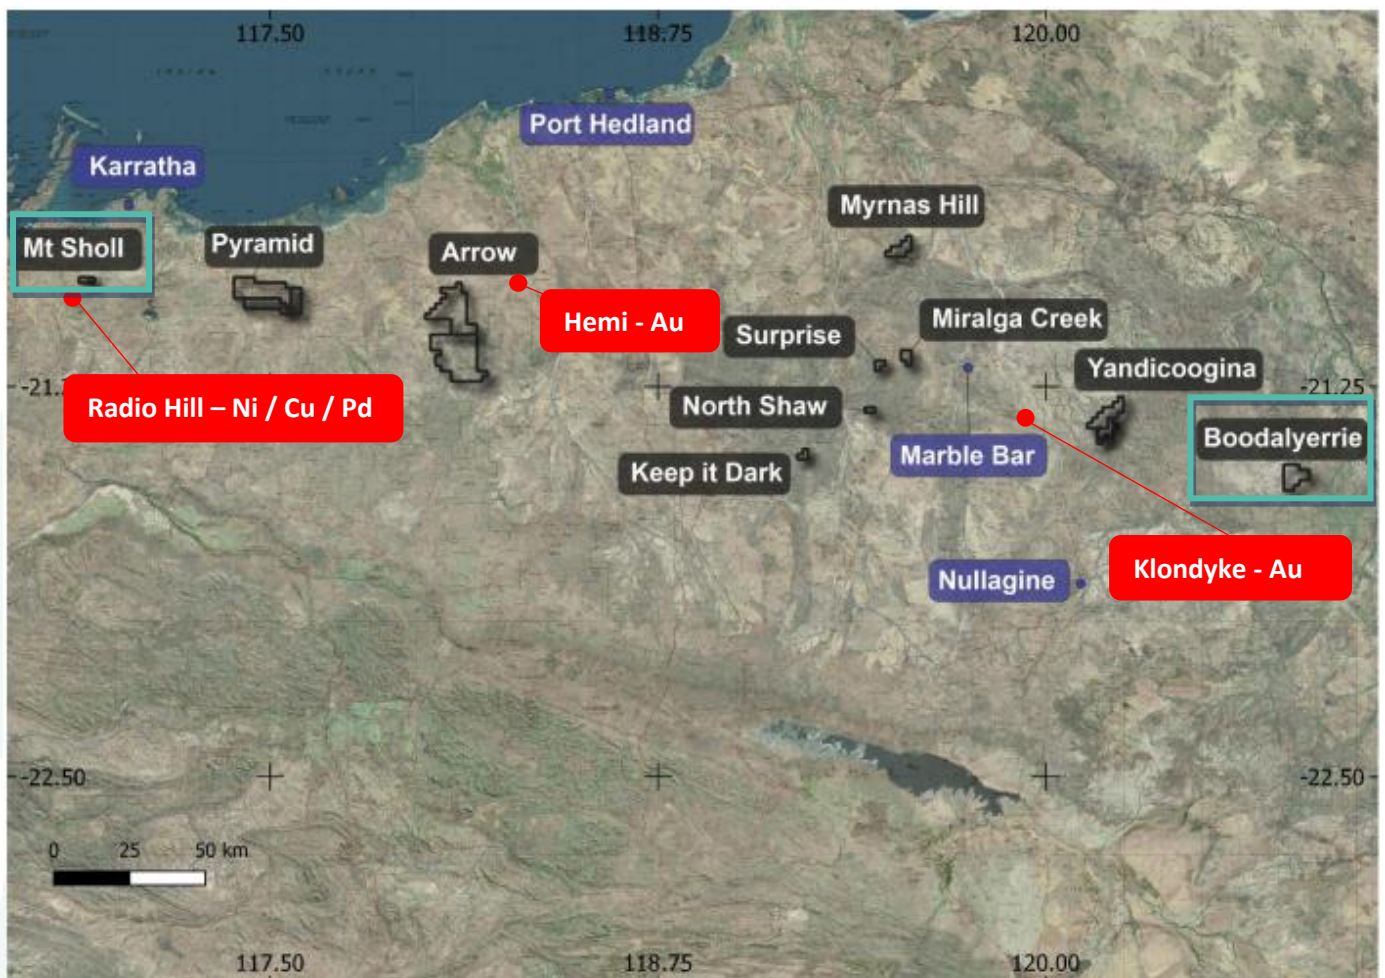 117.50
118.75
120.00
Port Hedland
Karratha
Myrnas Hill
Mt Sholl
Pyramid
Arrow
Hemi - Au
Miralga Creek
Surprise
Yandicoogina
-21.25
Radio Hill – Ni / Cu / Pd
North Shaw
Boodalyerrie
Marble Bar
Keep it Dark
Klondyke - Au
Nullagine
-22.50
-22.50
0 25 50 km
117.50
118.75
120.00